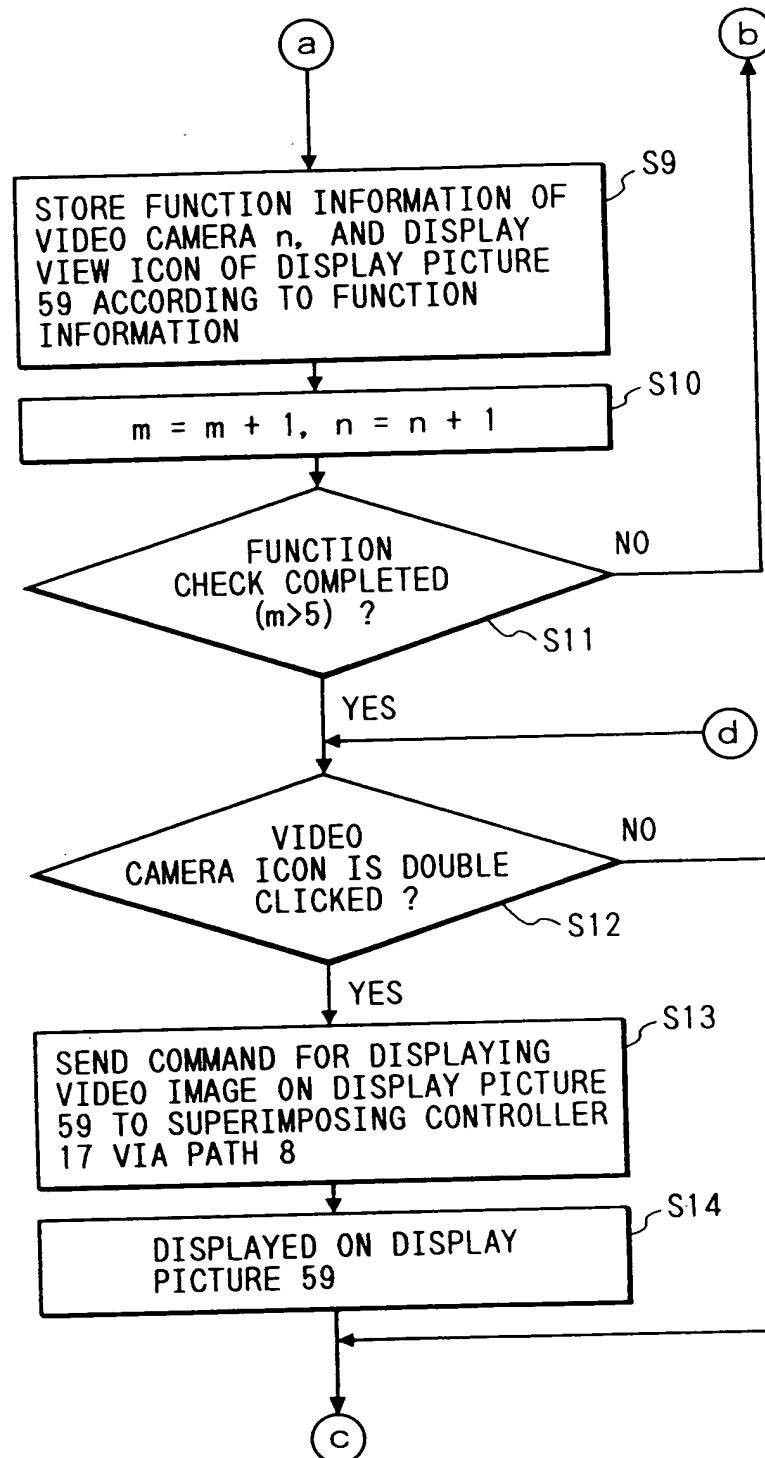 a
b
S9
STORE FUNCTION INFORMATION OF
VIDEO CAMERA n, AND DISPLAY
VIEW ICON OF DISPLAY PICTURE
59 ACCORDING TO FUNCTION
INFORMATION
S10
m = m + 1, n = n + 1
FUNCTION
CHECK COMPLETED
(m>5) ?
NO
S11
YES
d
VIDEO
CAMERA ICON IS DOUBLE
CLICKED ?
NO
S12
YES
S13
SEND COMMAND FOR DISPLAYING
VIDEO IMAGE ON DISPLAY PICTURE
59 TO SUPERIMPOSING CONTROLLER
17 VIA PATH 8
S14
DISPLAYED ON DISPLAY
PICTURE 59
c